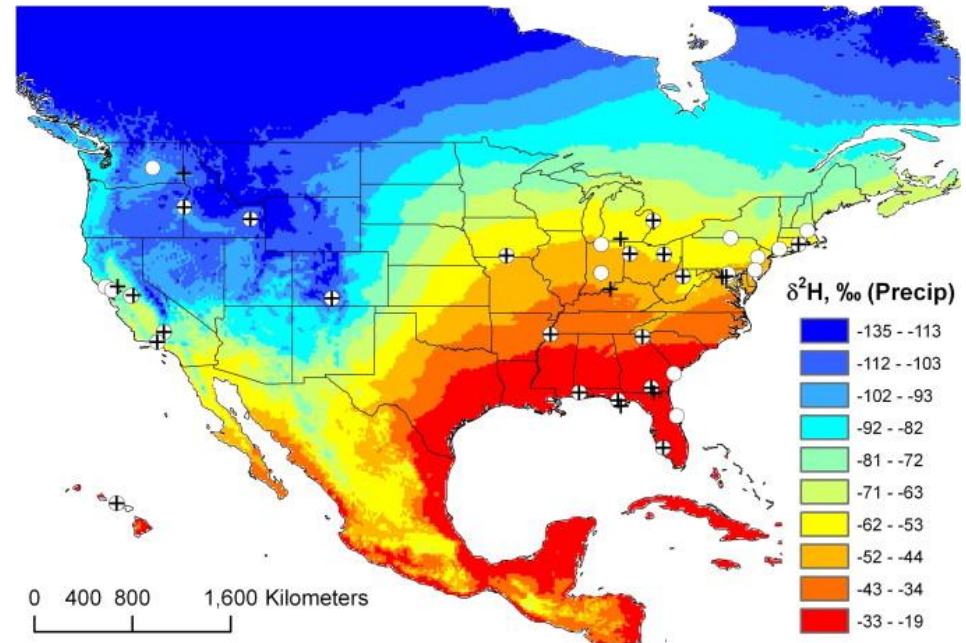 δ²H, ‰ (Precip)
-135 - -113
-112 - -103
-102 - -93
-92 - -82
-81 - -72
-71 - -63
-62 - -53
-52 - -44
-43 - -34
-33 - -19
0 400 800 1,600 Kilometers